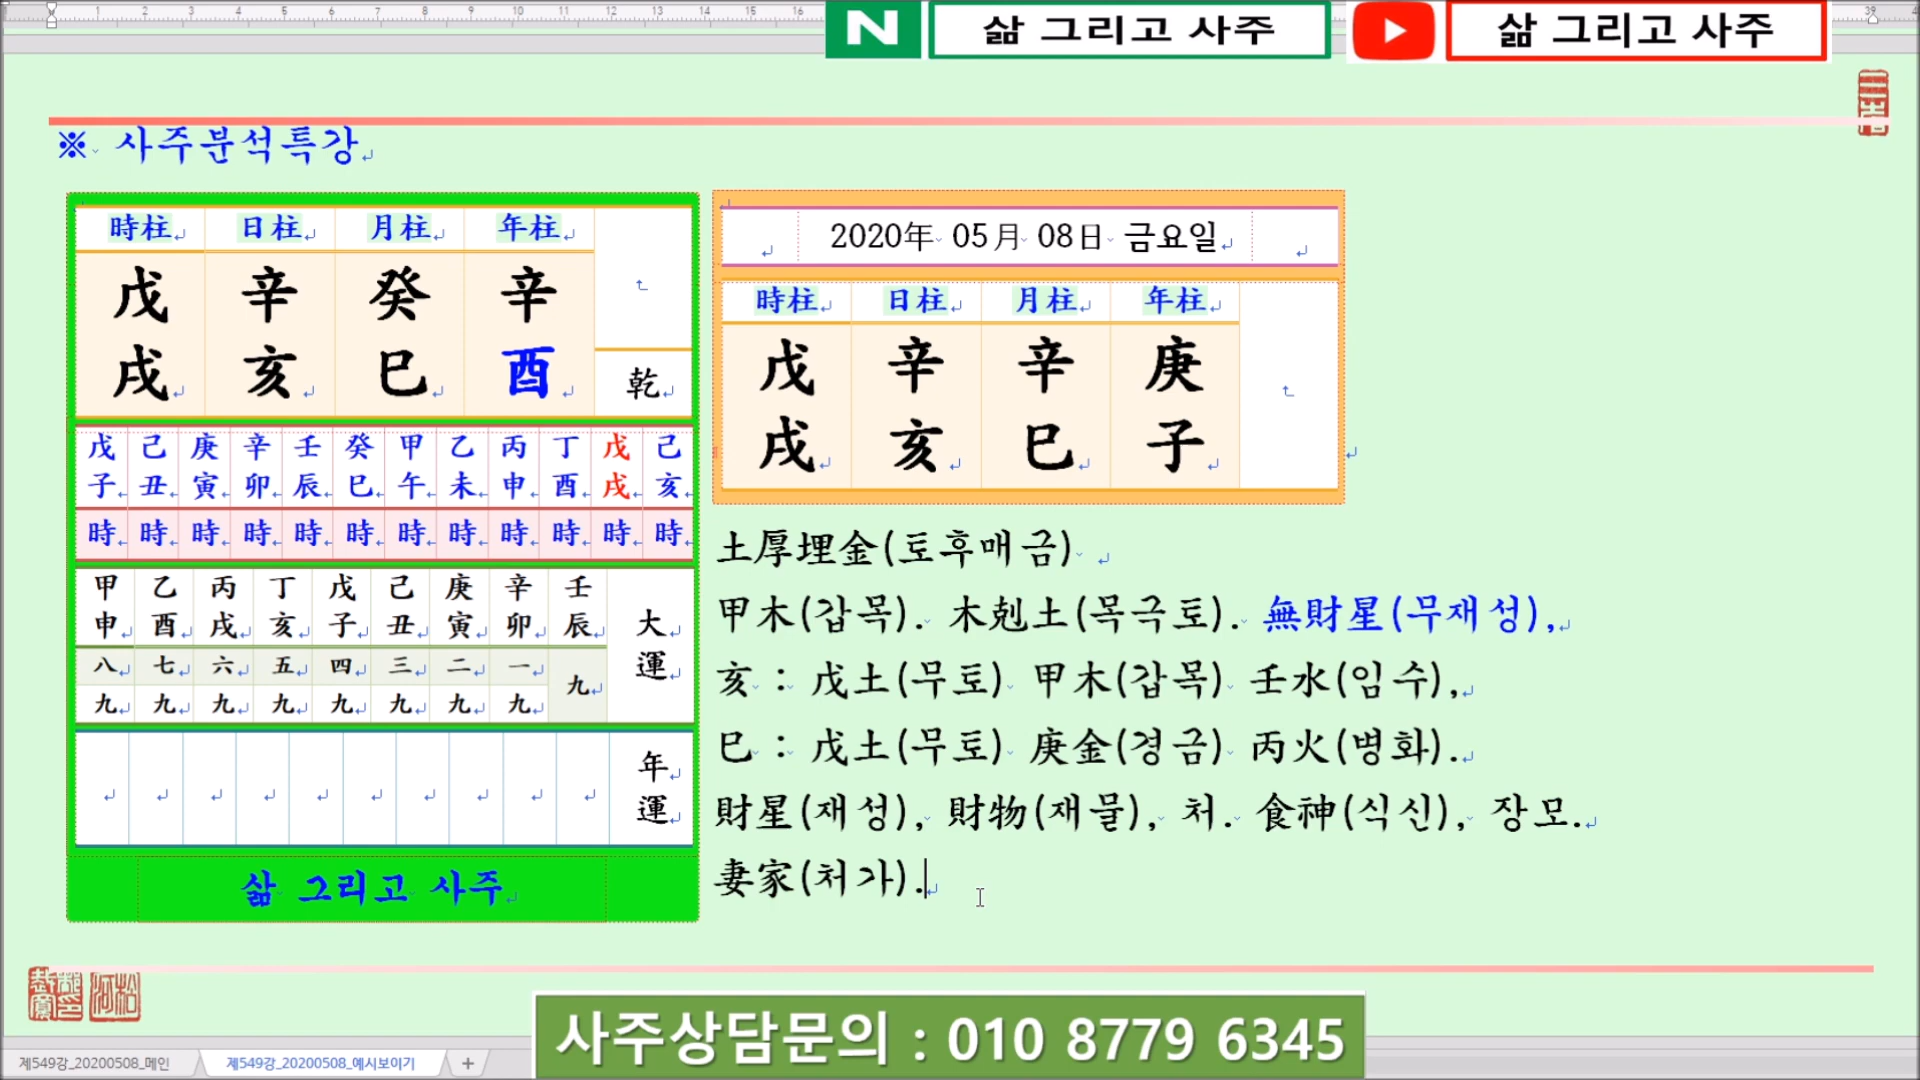 N 삶 그리고 사주 삶 그리고 사주
※ 사주분석특강
時柱 日柱 月柱 年柱
戊 辛 癸 辛
戌 亥 巳 酉 乾
戊 己 庚 辛 壬 癸 甲 乙 丙 丁 戊 己
子 丑 寅 卯 辰 巳 午 未 申 酉 戌 亥
時 時 時 時 時 時 時 時 時 時 時 時
甲 乙 丙 丁 戊 己 庚 辛 壬
申 酉 戌 亥 子 丑 寅 卯 辰
大運
八 七 六 五 四 三 二 一 九
九 九 九 九 九 九 九 九
年運
삶 그리고 사주
2020年 05月 08日 금요일
時柱 日柱 月柱 年柱
戊 辛 辛 庚
戌 亥 巳 子
土厚埋金(토후매금)
甲木(갑목). 木剋土(목극토). 無財星(무재성),
亥 : 戊土(무토) 甲木(갑목) 壬水(임수),
巳 : 戊土(무토) 庚金(경금) 丙火(병화).
財星(재성), 財物(재물), 처. 食神(식신), 장모.
妻家(처가).
사주상담문의 : 010 8779 6345
제549강_20200508_메인 제549강_20200508_예시보이기 +